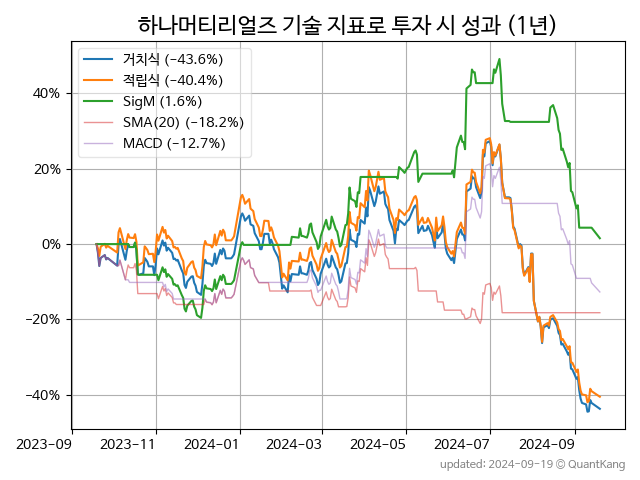 하나머티리얼즈 기술 지표로 투자 시 성과 (1년)
거치식 (−43.6%)
적립식 (−40.4%)
SigM (1.6%)
SMA(20) (−18.2%)
MACD (−12.7%)
40%
20%
0%
−20%
−40%
2023-09 2023-11 2024-01 2024-03 2024-05 2024-07 2024-09
updated: 2024-09-19 © QuantKang